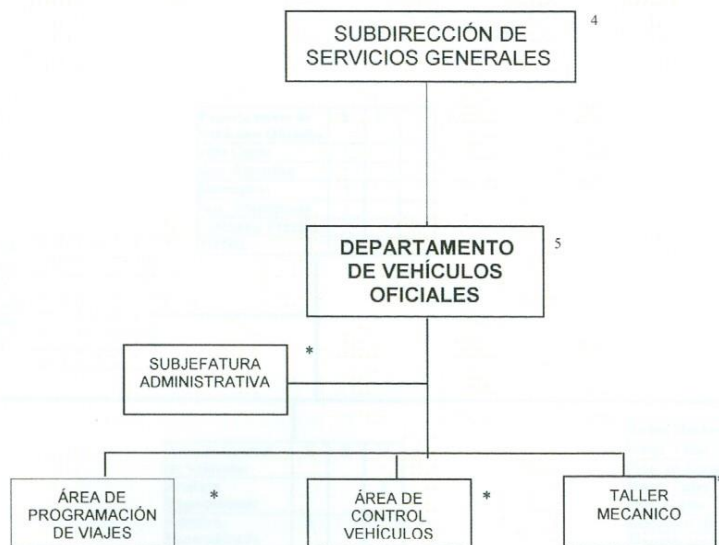 SUBDIRECCIÓN DE
SERVICIOS GENERALES
4
DEPARTAMENTO
DE VEHÍCULOS
OFICIALES
5
SUBJEFATURA
ADMINISTRATIVA
*
ÁREA DE
PROGRAMACIÓN
DE VIAJES
*
ÁREA DE
CONTROL
VEHÍCULOS
*
TALLER
MECANICO